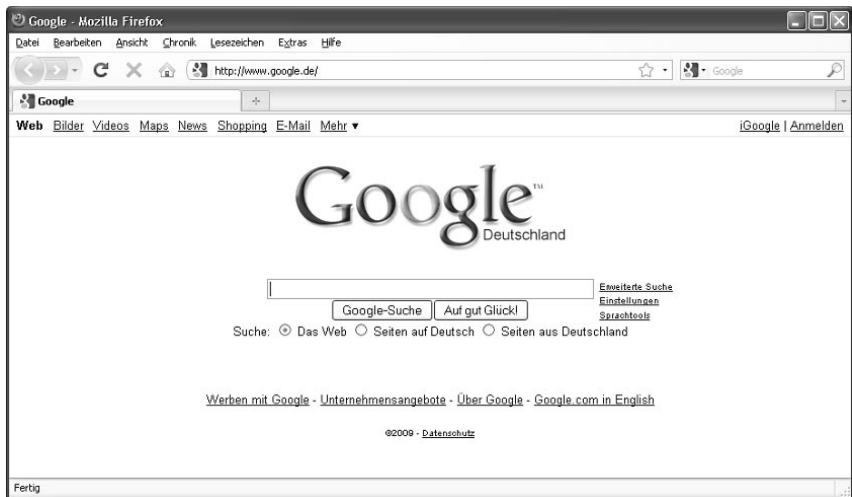 Google - Mozilla Firefox
Datei Bearbeiten Ansicht Chronik Lesezeichen Extras Hilfe
http://www.google.de/ Google
Google
Web Bilder Videos Maps News Shopping E-Mail Mehr ▼ iGoogle | Anmelden
Google™
Deutschland
Erweiterte Suche
Einstellungen
Google-Suche Auf gut Glück!
Sprachtools
Suche: Das Web Seiten auf Deutsch Seiten aus Deutschland
Werben mit Google - Unternehmensangebote - Über Google - Google.com in English
©2009 - Datenschutz
Fertig